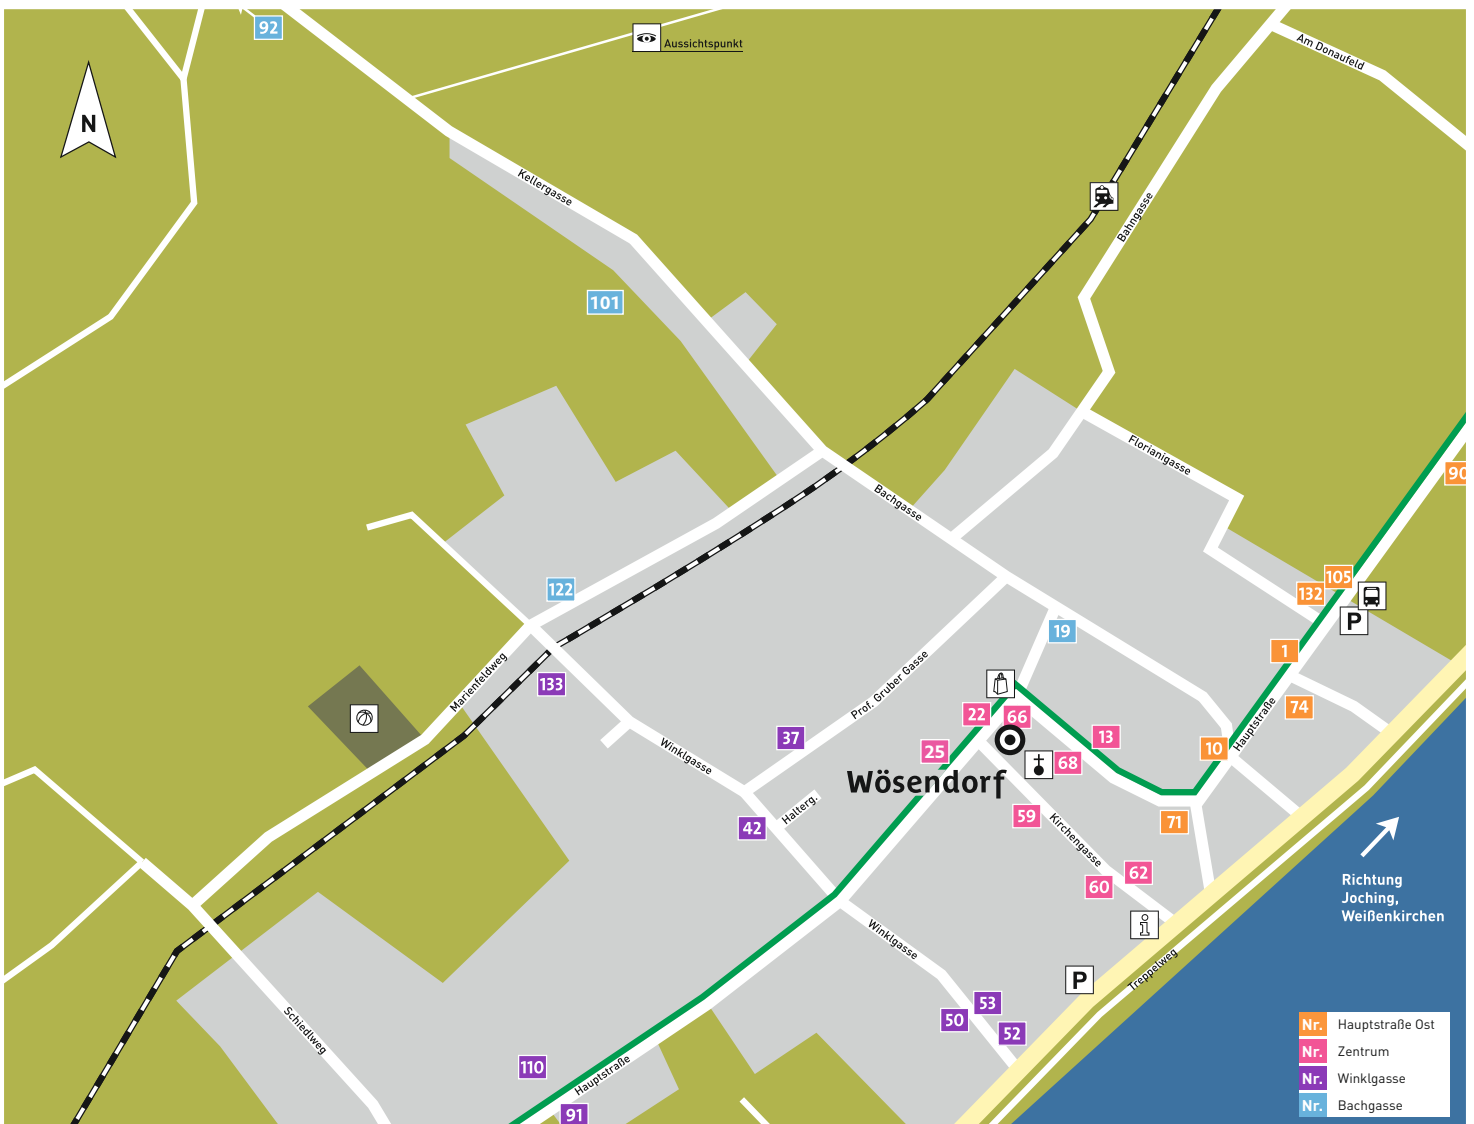 92
Aussichtspunkt
Am Donaufeld
N
Kellergasse
Bahngasse
101
Florianigasse
90
Bachgasse
122
105
132
P
19
1
133
Marienfeldweg
Prof. Gruber Gasse
74
22
66
Hauptstraße
37
13
10
25
68
Winklgasse
Wösendorf
Halterg.
42
59
71
Kirchengasse
62
60
Richtung
Joching,
Weißenkirchen
i
Winklgasse
Treppelweg
P
53
50
52
Schiedlweg
110
Hauptstraße
91
Nr. Hauptstraße Ost
Nr. Zentrum
Nr. Winklgasse
Nr. Bachgasse